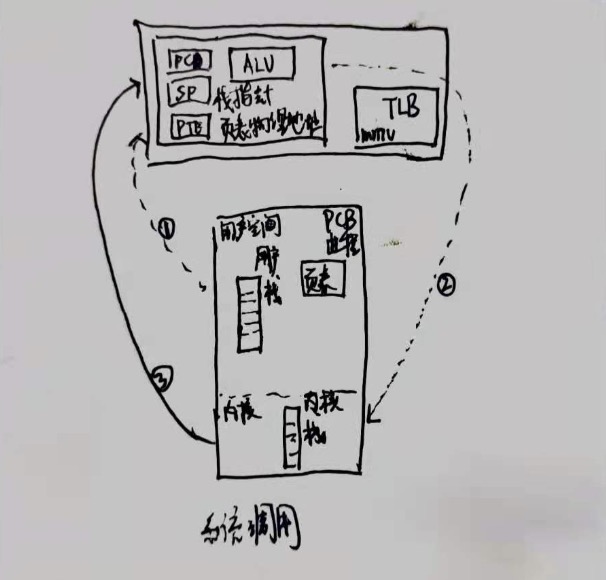 PC
ALU
SP
栈指针
PTB
页表物理地址
TLB
MMU
①
②
③
用户空间
PCB
进程
用户栈
页表
内核
内核栈
系统调用